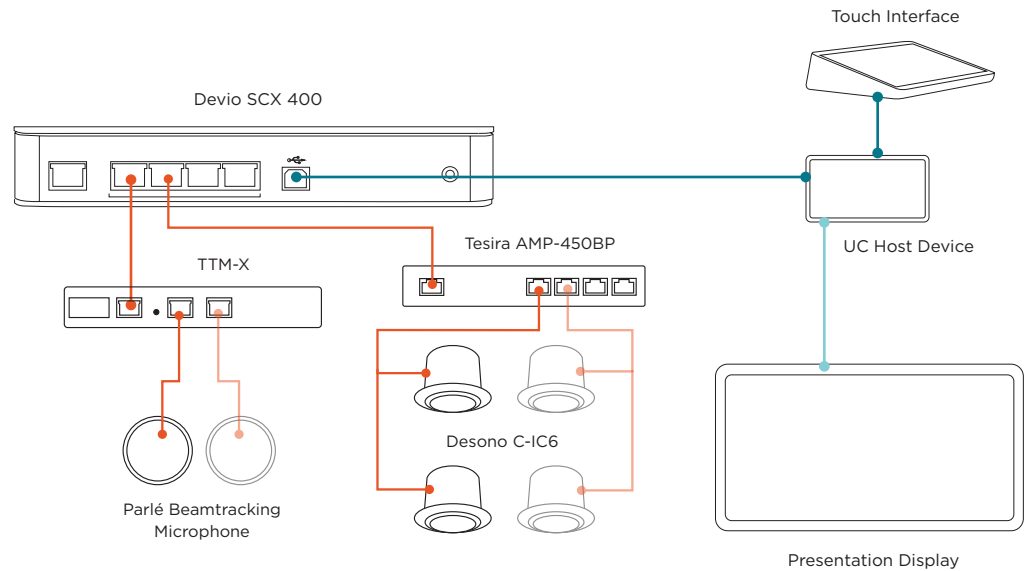 Touch Interface
Devio SCX 400
Tesira AMP-450BP
UC Host Device
TTM-X
Desono C-IC6
Parlé Beamtracking
Microphone
Presentation Display